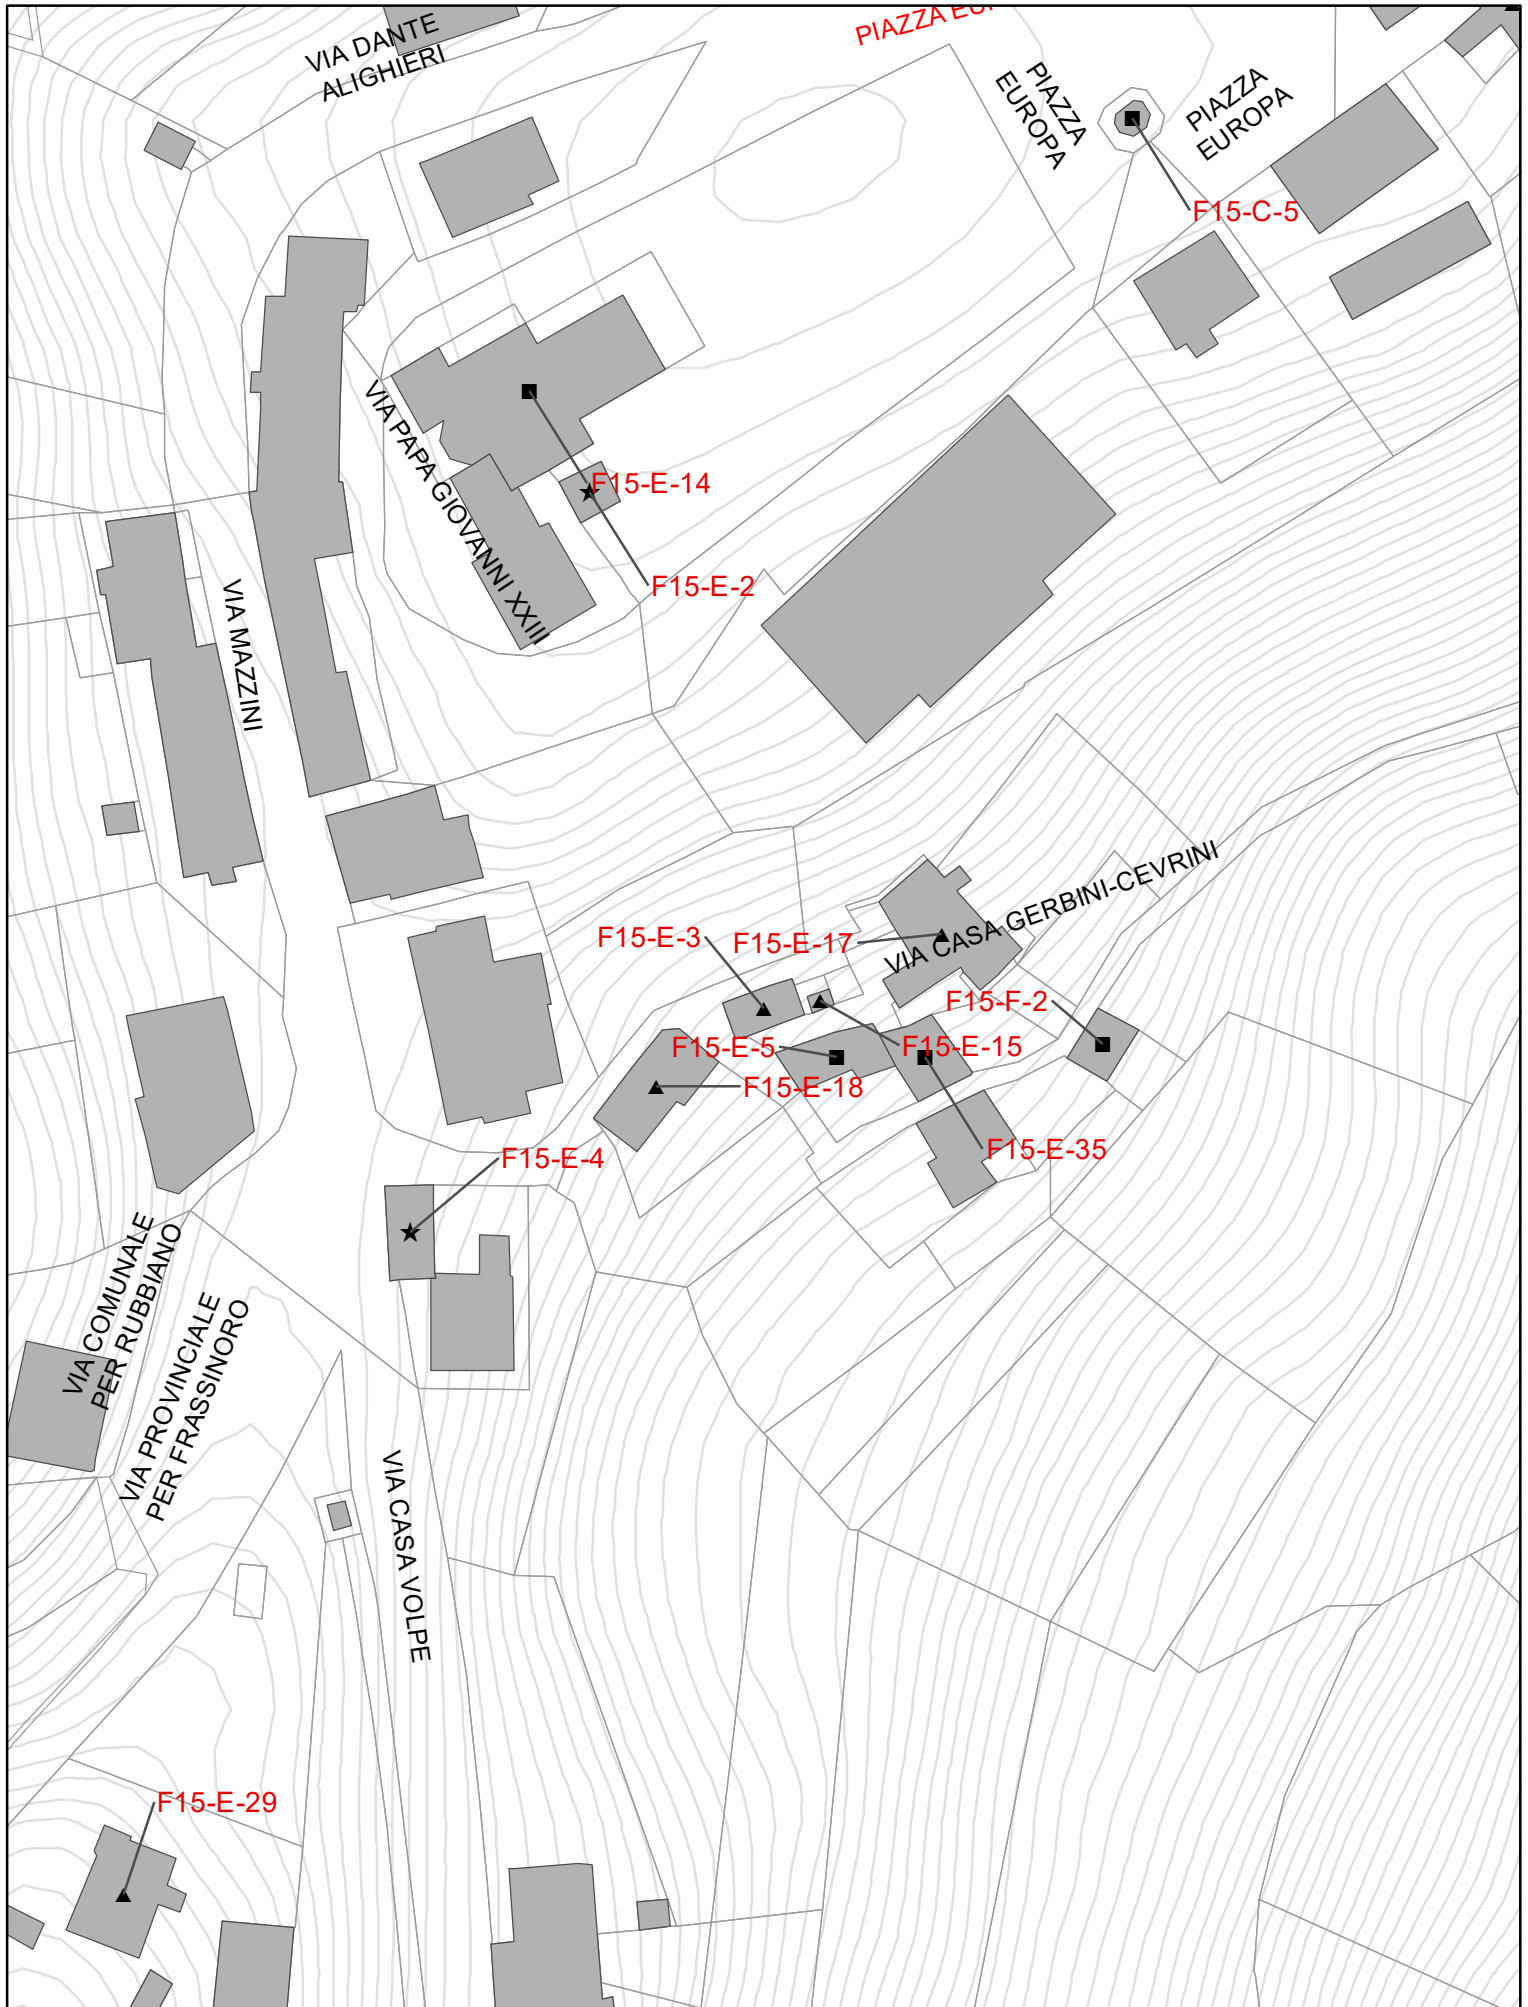 PIAZZA
VIA DANTE
ALIGHIERI
PIAZZA
EUROPA
PIAZZA
EUROPA
F15-C-5
VIA PAPA GIOVANNI XXIII
F15-E-14
F15-E-2
VIA MAZZINI
VIA CASA GERBINI-CEVRINI
F15-E-3
F15-E-17
F15-F-2
F15-E-5
F15-E-15
F15-E-18
F15-E-35
F15-E-4
VIA COMUNALE
PER RUBBIANO
VIA PROVINCIALE
PER FRASSINORO
VIA CASA VOLPE
F15-E-29